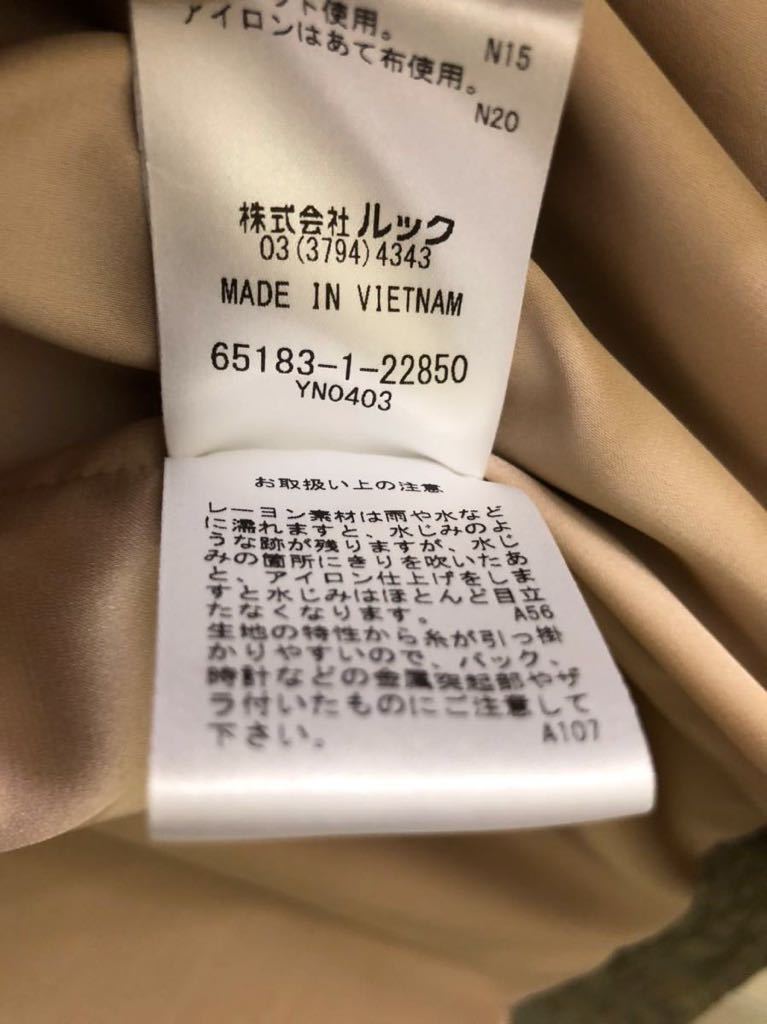 ット使用。
N15
アイロンはあて布使用。
N20
株式会社 ルック
03(3794)4343
MADE IN VIETNAM
65183-1-22850
YN0403
お取扱い上の注意
レーヨン素材は雨や水など
に濡れますと、水じみのよ
うな跡が残りますが、水じ
みの箇所にきりを吹いたあ
と、アイロン仕上げをしま
すと水じみはほとんど目立
たなくなります。 A56
生地の特性から糸が引っ掛
かりやすいので、バック、
時計などの金属突起部やザ
ラ付いたものにご注意して
下さい。 A107